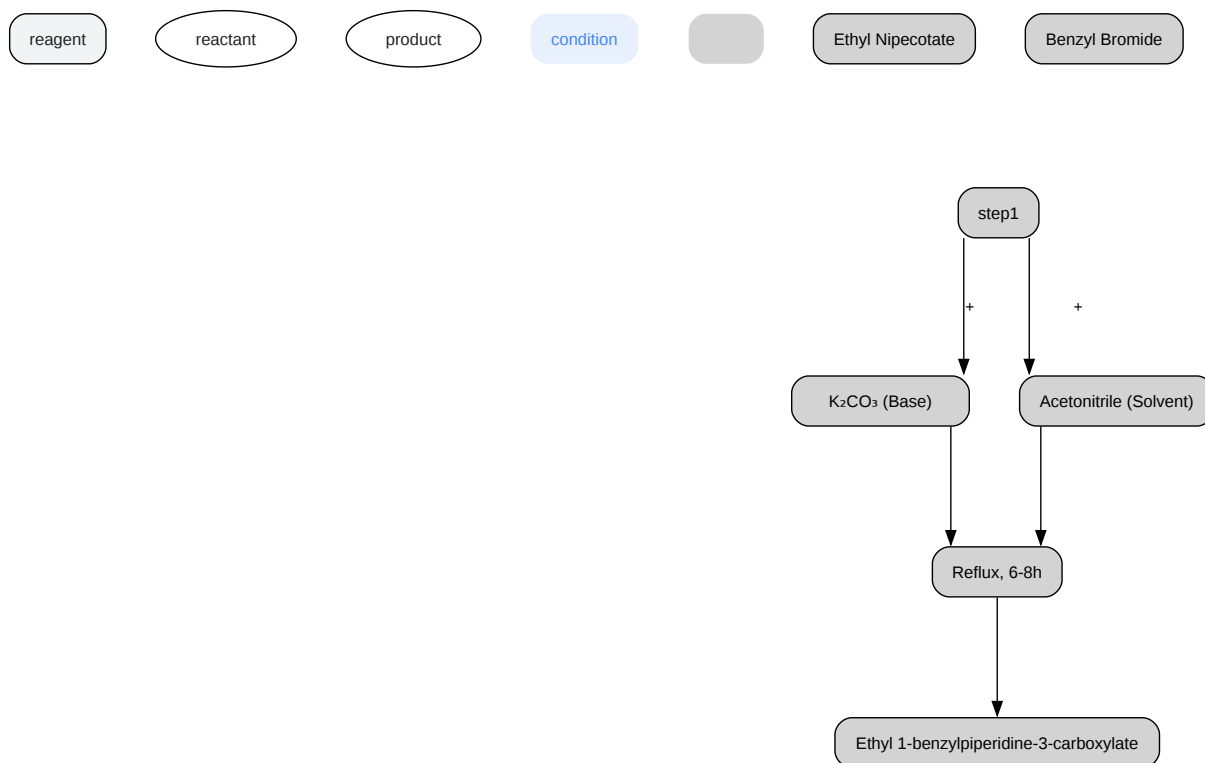 reagent
reactant
product
condition
Ethyl Nipecotate
Benzyl Bromide
step1
+
+
K₂CO₃ (Base)
Acetonitrile (Solvent)
Reflux, 6-8h
Ethyl 1-benzylpiperidine-3-carboxylate